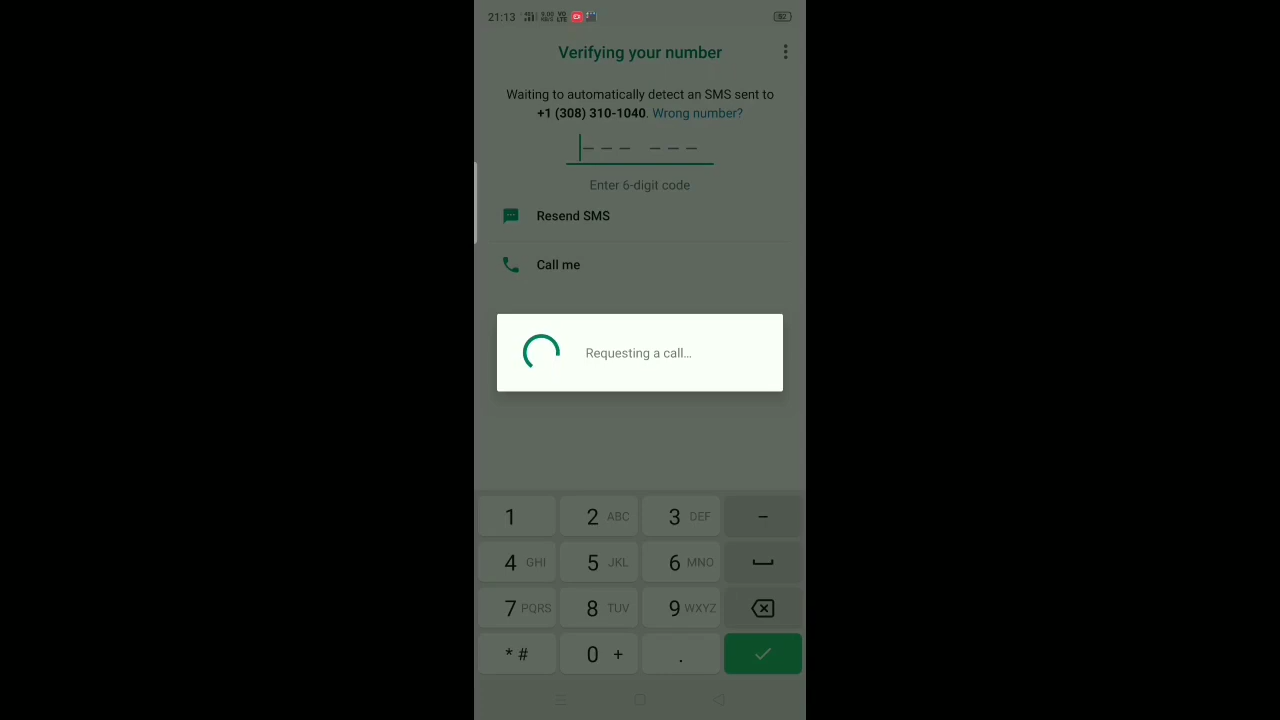 21:13
Verifying your number
Waiting to automatically detect an SMS sent to
+1 (308) 310-1040. Wrong number?
Enter 6-digit code
Resend SMS
Call me
Requesting a call...
1 2 ABC 3 DEF –
4 GHI 5 JKL 6 MNO
7 PQRS 8 TUV 9 WXYZ
* # 0 + .